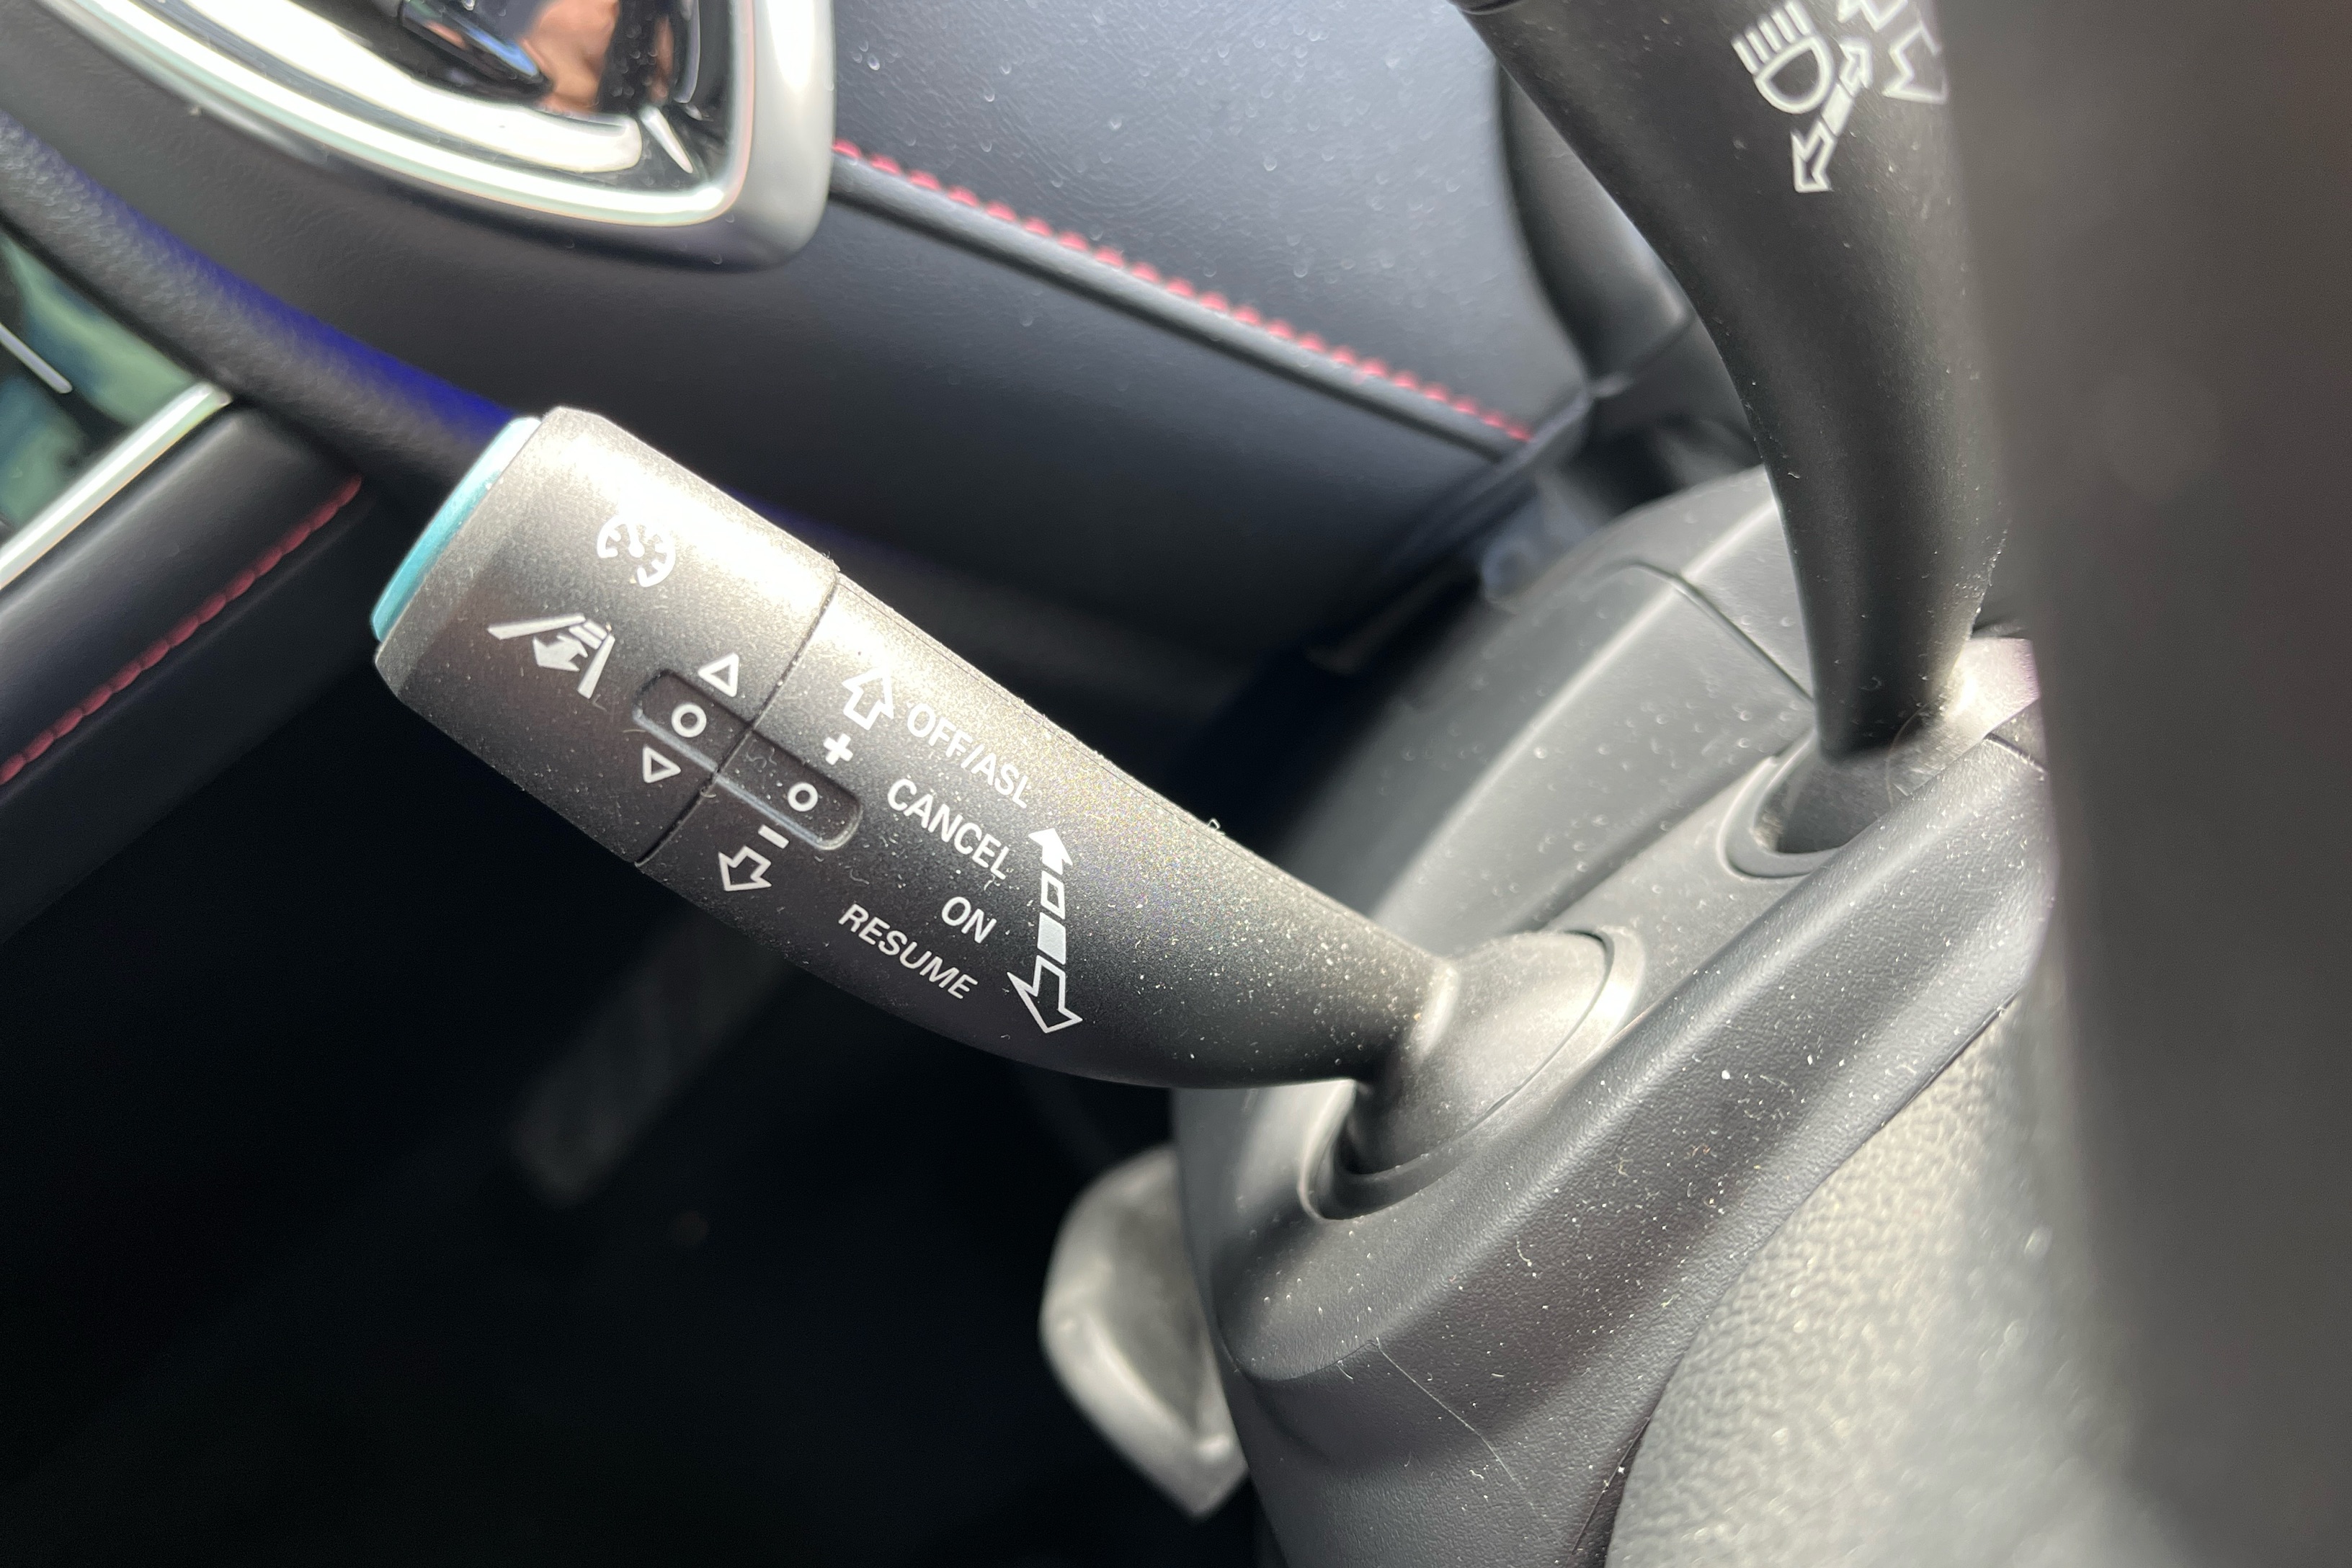 OFF/ASL
+
CANCEL
ON
−
RESUME